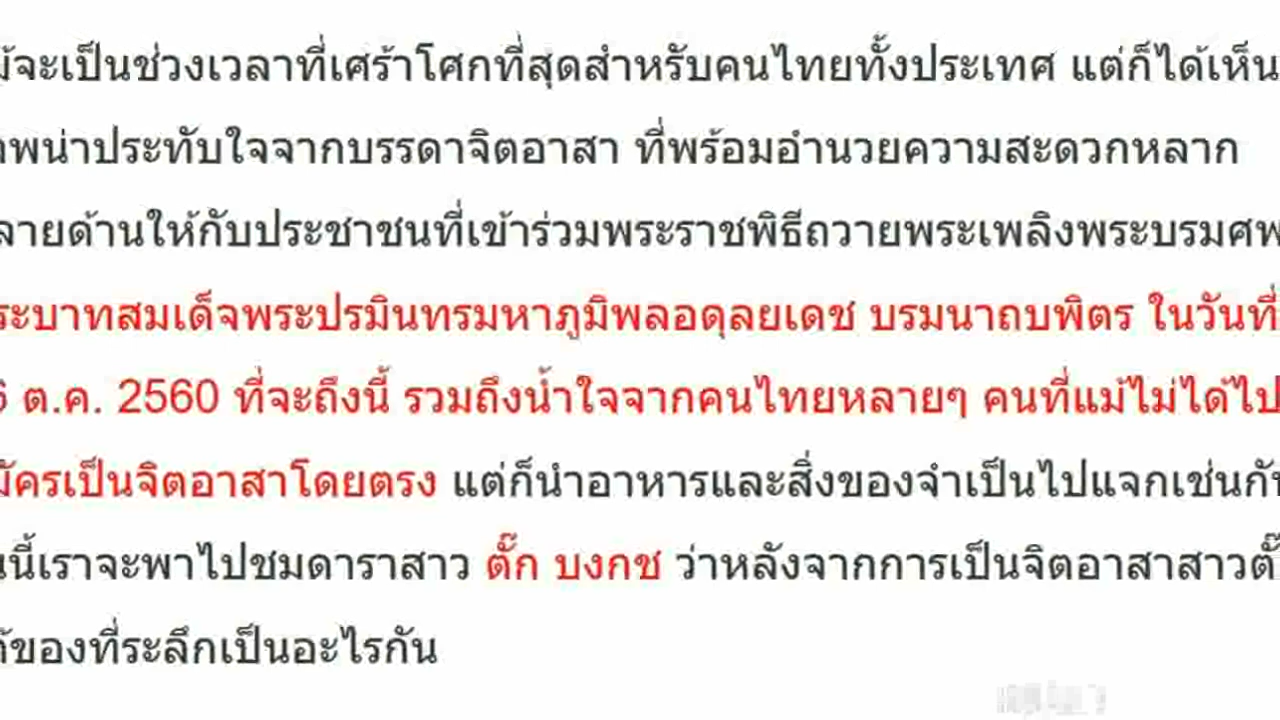 ้จะเป็นช่วงเวลาที่เศร้าโศกที่สุดสำหรับคนไทยทั้งประเทศ แต่ก็ได้เห็น
าพน่าประทับใจจากบรรดาจิตอาสา ที่พร้อมอำนวยความสะดวกหลาก
ลายด้านให้กับประชาชนที่เข้าร่วมพระราชพิธีถวายพระเพลิงพระบรมศพ
ระบาทสมเด็จพระปรมินทรมหาภูมิพลอดุลยเดช บรมนาถบพิตร ในวันที่
6 ต.ค. 2560 ที่จะถึงนี้ รวมถึงน้ำใจจากคนไทยหลายๆ คนที่แม้ไม่ได้ไป
มัครเป็นจิตอาสาโดยตรง แต่ก็นำอาหารและสิ่งของจำเป็นไปแจกเช่นกัน
นนี้เราจะพาไปชมดาราสาว ตั๊ก บงกช ว่าหลังจากการเป็นจิตอาสาสาวตั๊
ด้ของที่ระลึกเป็นอะไรกัน